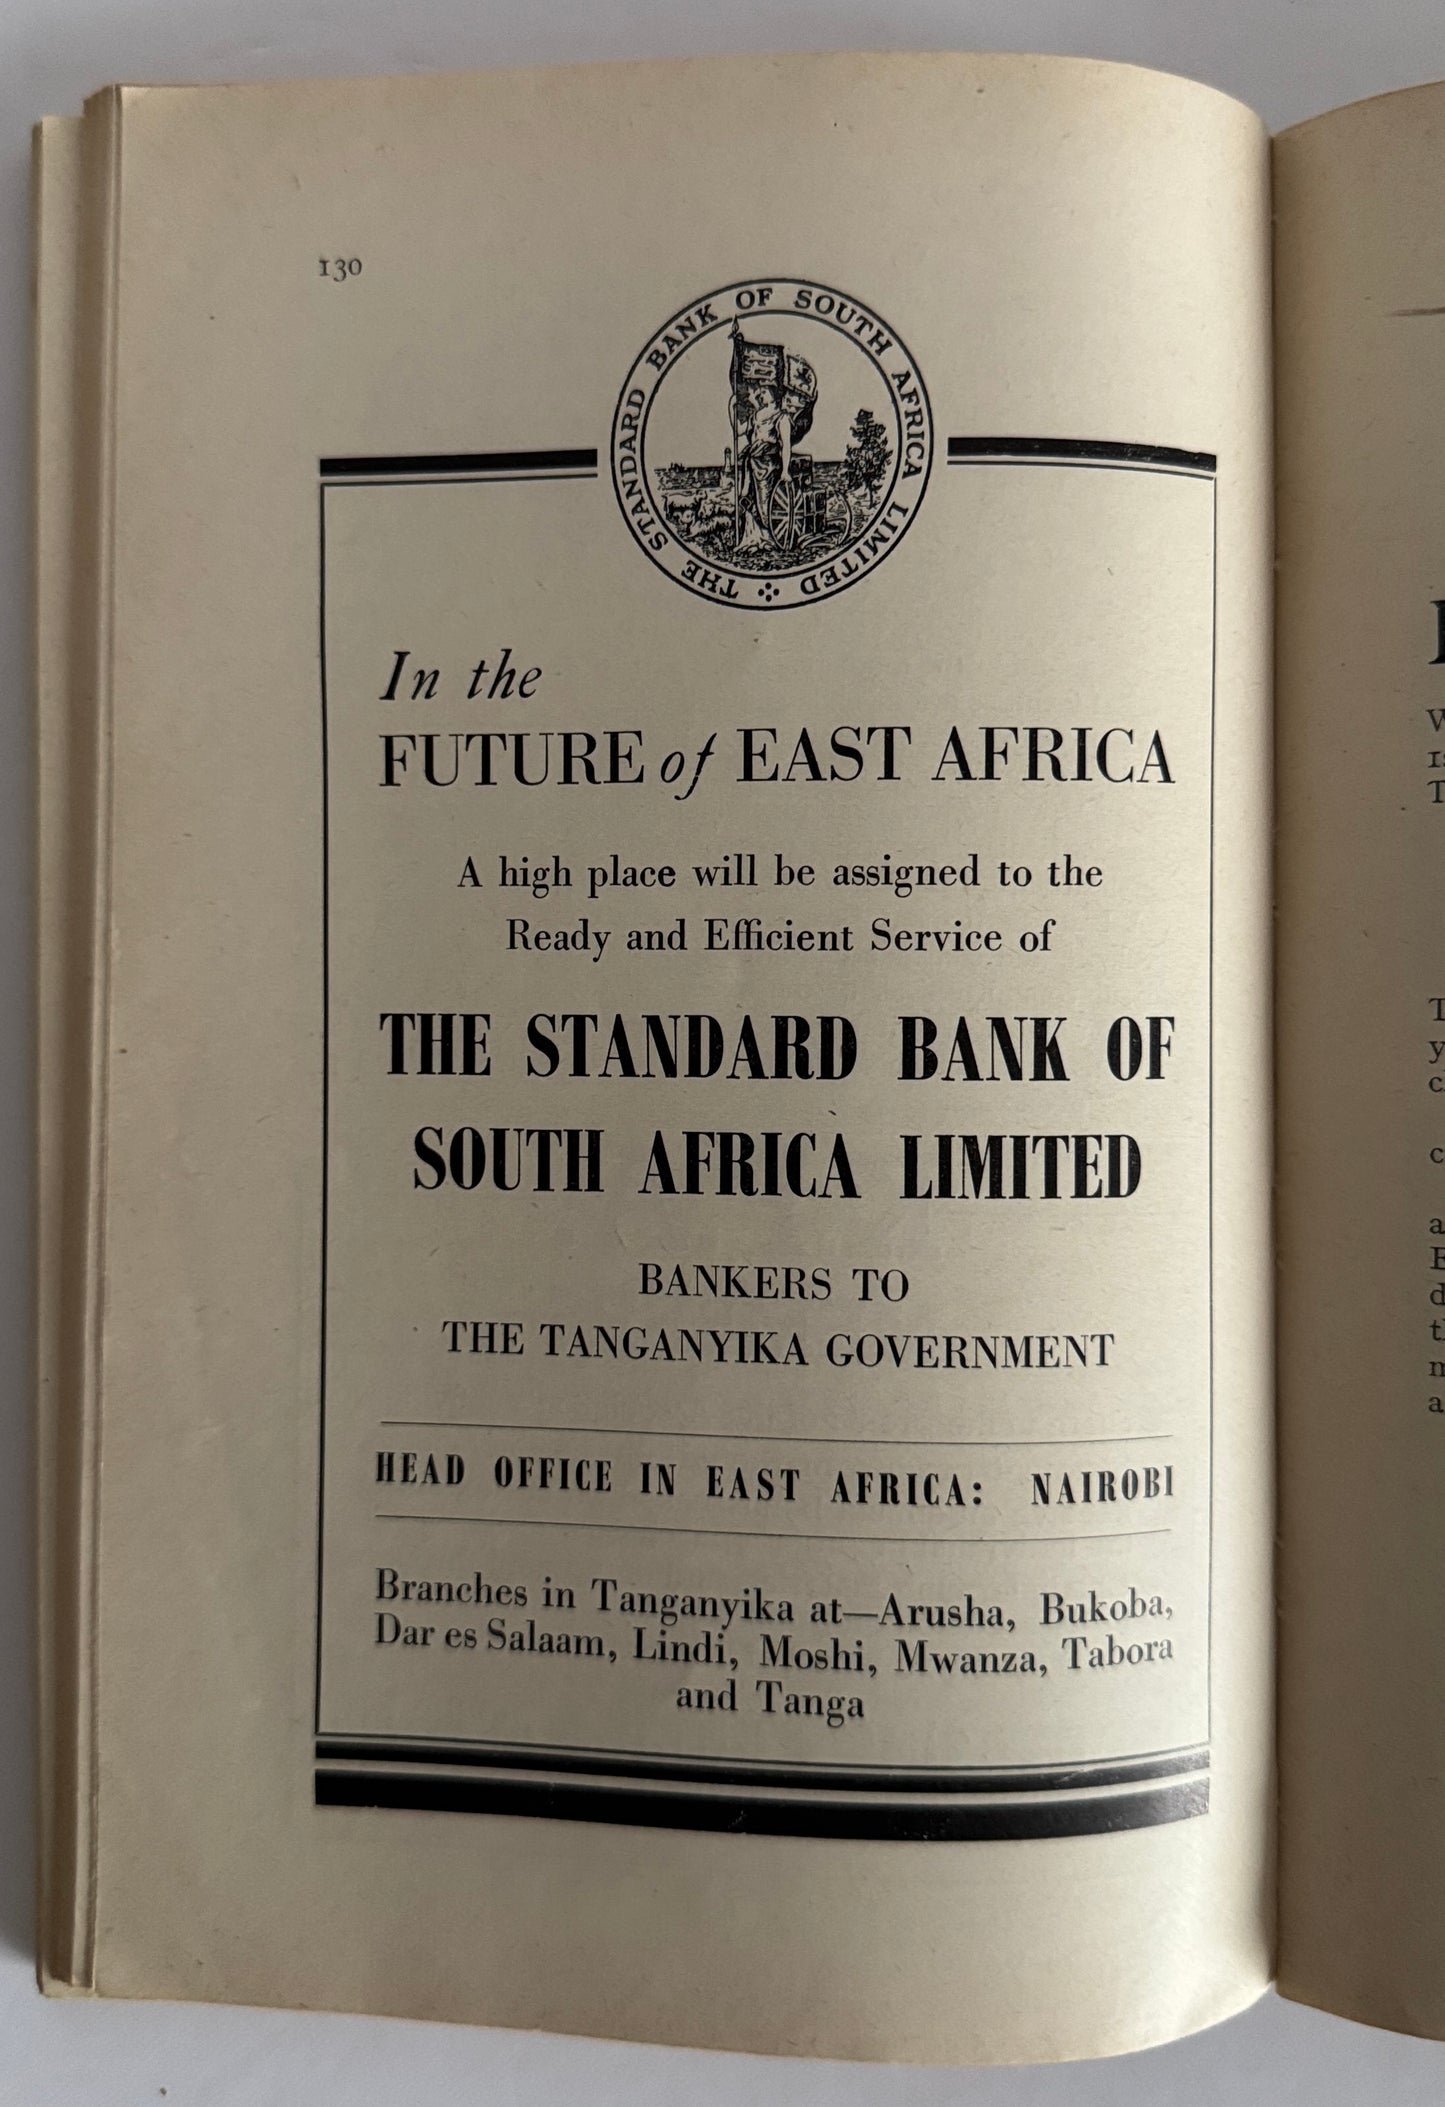 130
THE STANDARD BANK OF SOUTH AFRICA LIMITED
In the
FUTURE of EAST AFRICA
A high place will be assigned to the
Ready and Efficient Service of
THE STANDARD BANK OF
SOUTH AFRICA LIMITED
BANKERS TO
THE TANGANYIKA GOVERNMENT
HEAD OFFICE IN EAST AFRICA: NAIROBI
Branches in Tanganyika at—Arusha, Bukoba,
Dar es Salaam, Lindi, Moshi, Mwanza, Tabora
and Tanga